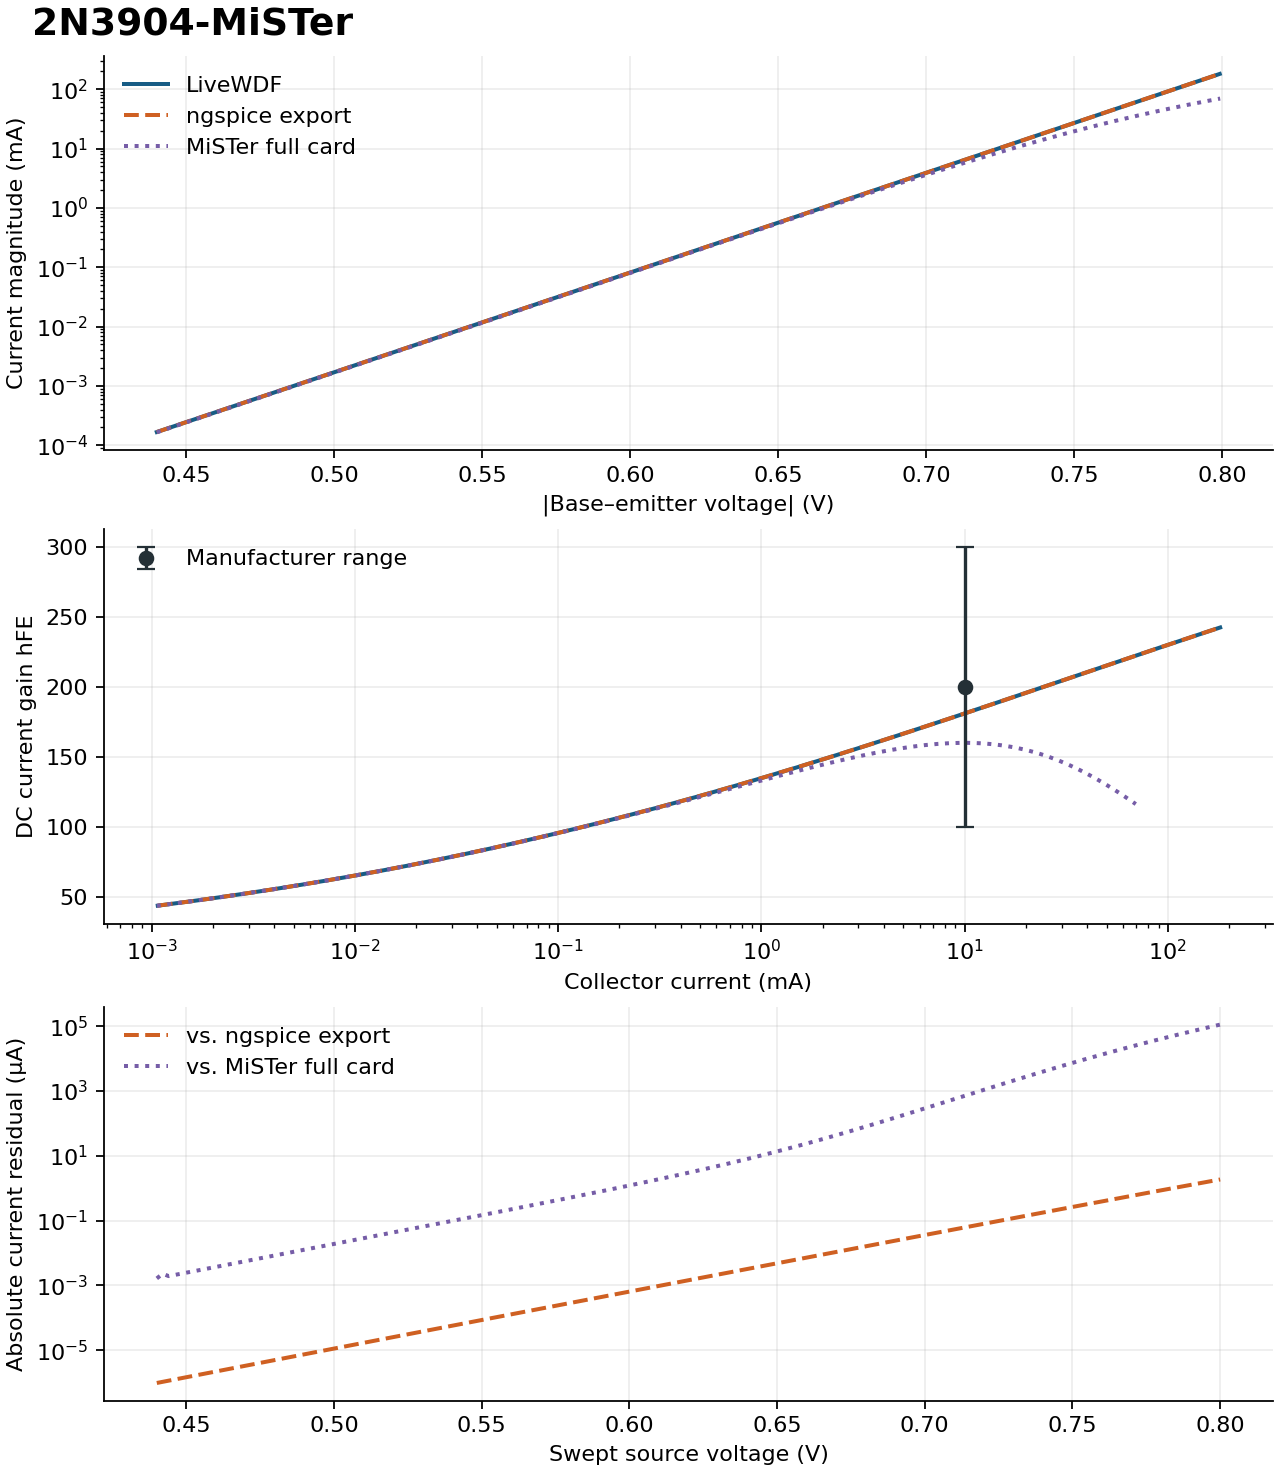 2N3904-MiSTer
LiveWDF
ngspice export
MiSTer full card
Current magnitude (mA)
10²
10¹
10⁰
10⁻¹
10⁻²
10⁻³
10⁻⁴
0.45 0.50 0.55 0.60 0.65 0.70 0.75 0.80
|Base–emitter voltage| (V)
Manufacturer range
DC current gain hFE
300
250
200
150
100
50
10⁻³ 10⁻² 10⁻¹ 10⁰ 10¹ 10²
Collector current (mA)
vs. ngspice export
vs. MiSTer full card
Absolute current residual (µA)
10⁵
10³
10¹
10⁻¹
10⁻³
10⁻⁵
0.45 0.50 0.55 0.60 0.65 0.70 0.75 0.80
Swept source voltage (V)